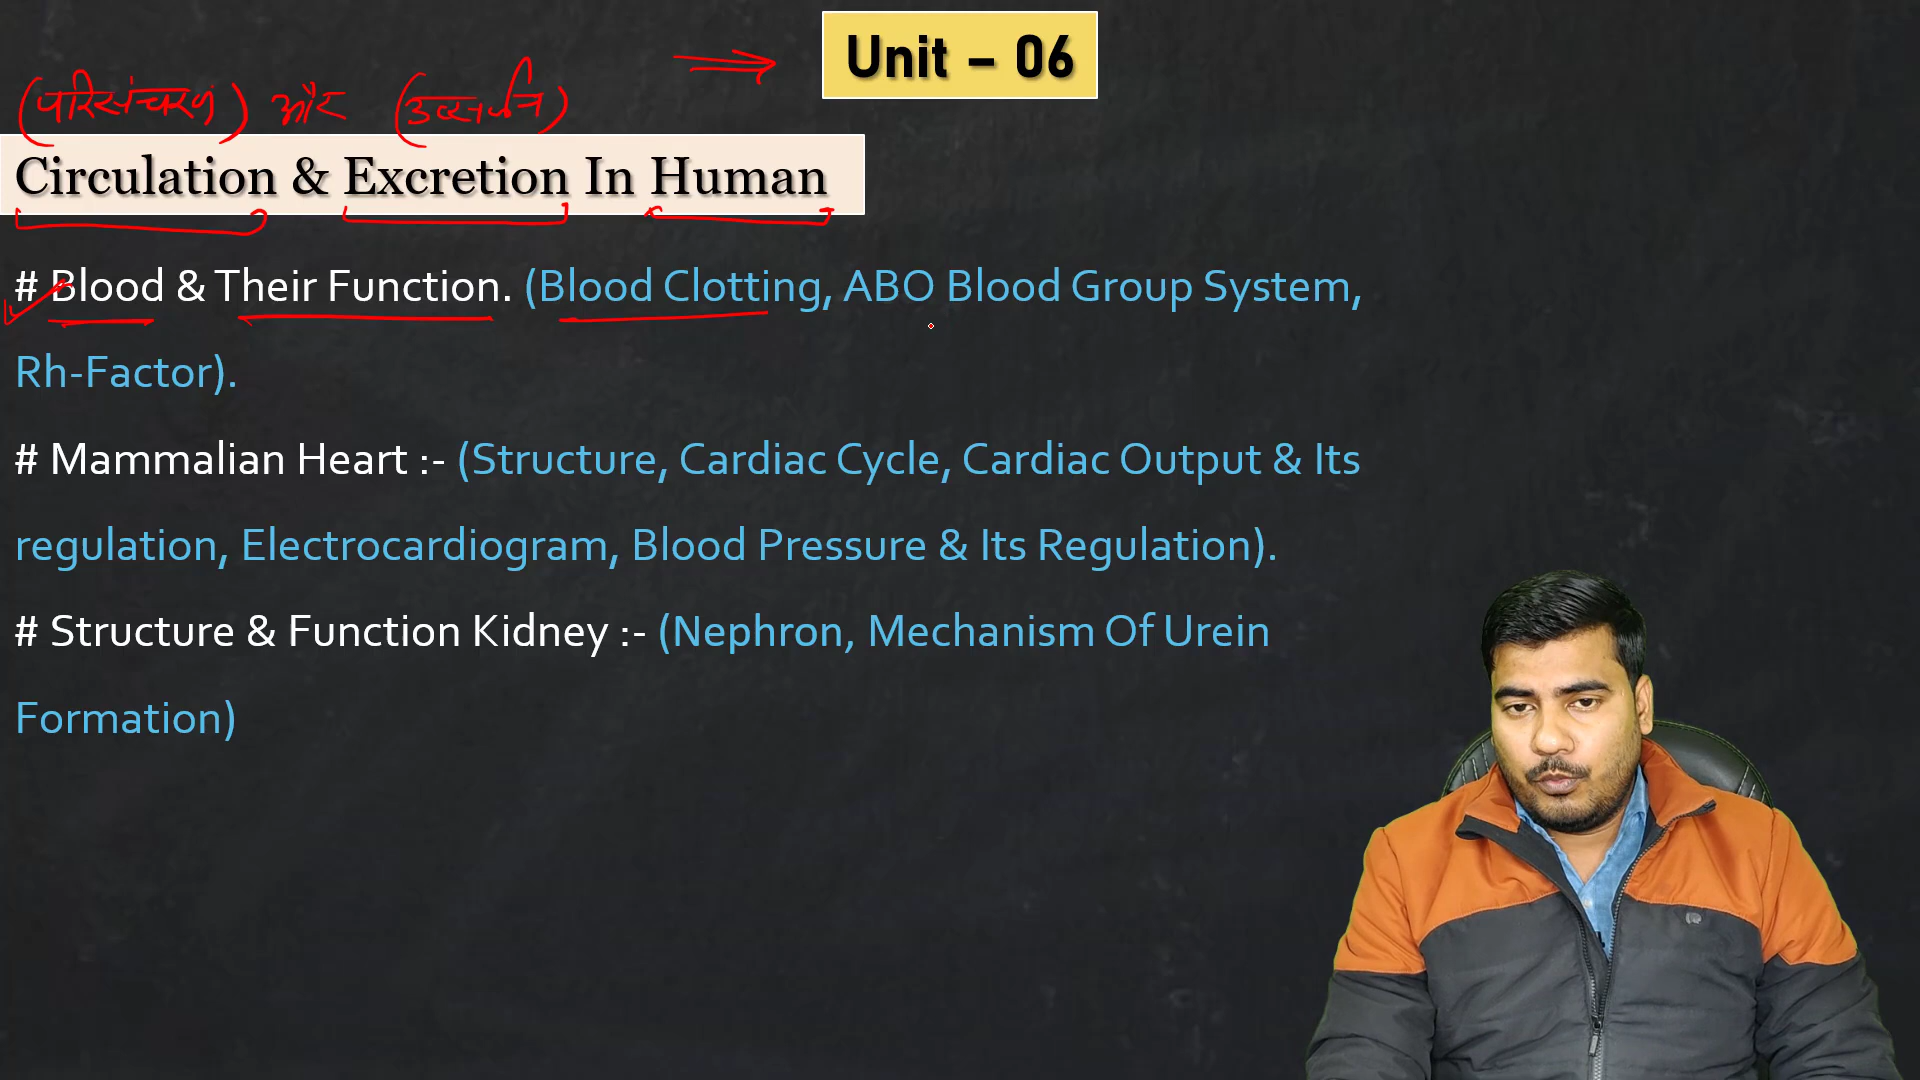 Unit – 06
(परिसंचरण) और (उत्सर्जन)
Circulation & Excretion In Human
# Blood & Their Function. (Blood Clotting, ABO Blood Group System,
Rh-Factor).
# Mammalian Heart :- (Structure, Cardiac Cycle, Cardiac Output & Its
regulation, Electrocardiogram, Blood Pressure & Its Regulation).
# Structure & Function Kidney :- (Nephron, Mechanism Of Urein
Formation)